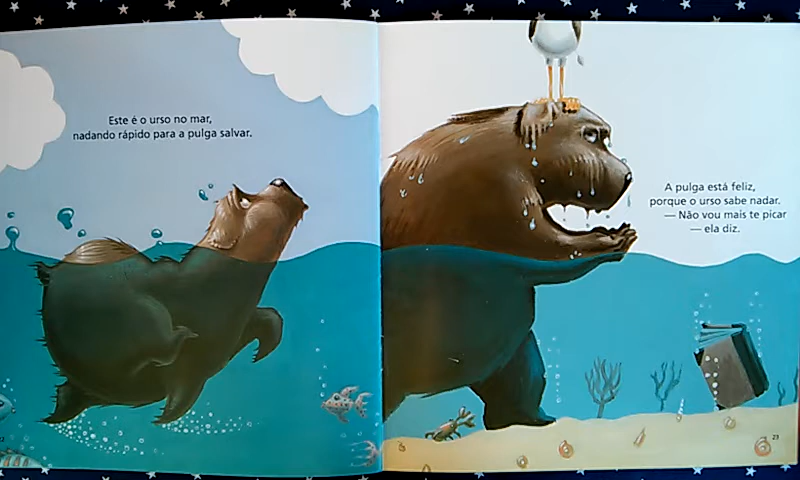 Este é o urso no mar,
nadando rápido para a pulga salvar.
A pulga está feliz,
porque o urso sabe nadar.
— Não vou mais te picar
— ela diz.
23